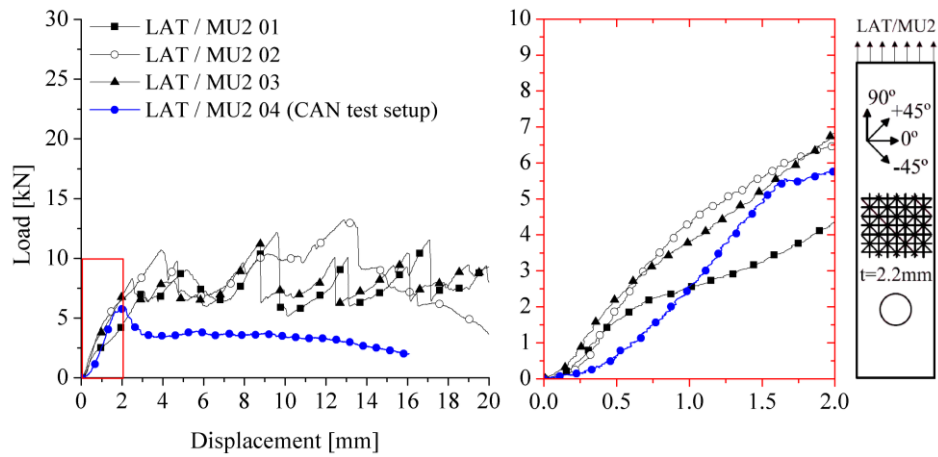 LAT / MU2 01
LAT / MU2 02
LAT / MU2 03
LAT / MU2 04 (CAN test setup)
Load [kN]
30
25
20
15
10
5
0
0 2 4 6 8 10 12 14 16 18 20
Displacement [mm]
10
9
8
7
6
5
4
3
2
1
0
0.0 0.5 1.0 1.5 2.0
LAT/MU2
90º
+45º
0º
-45º
t=2.2mm